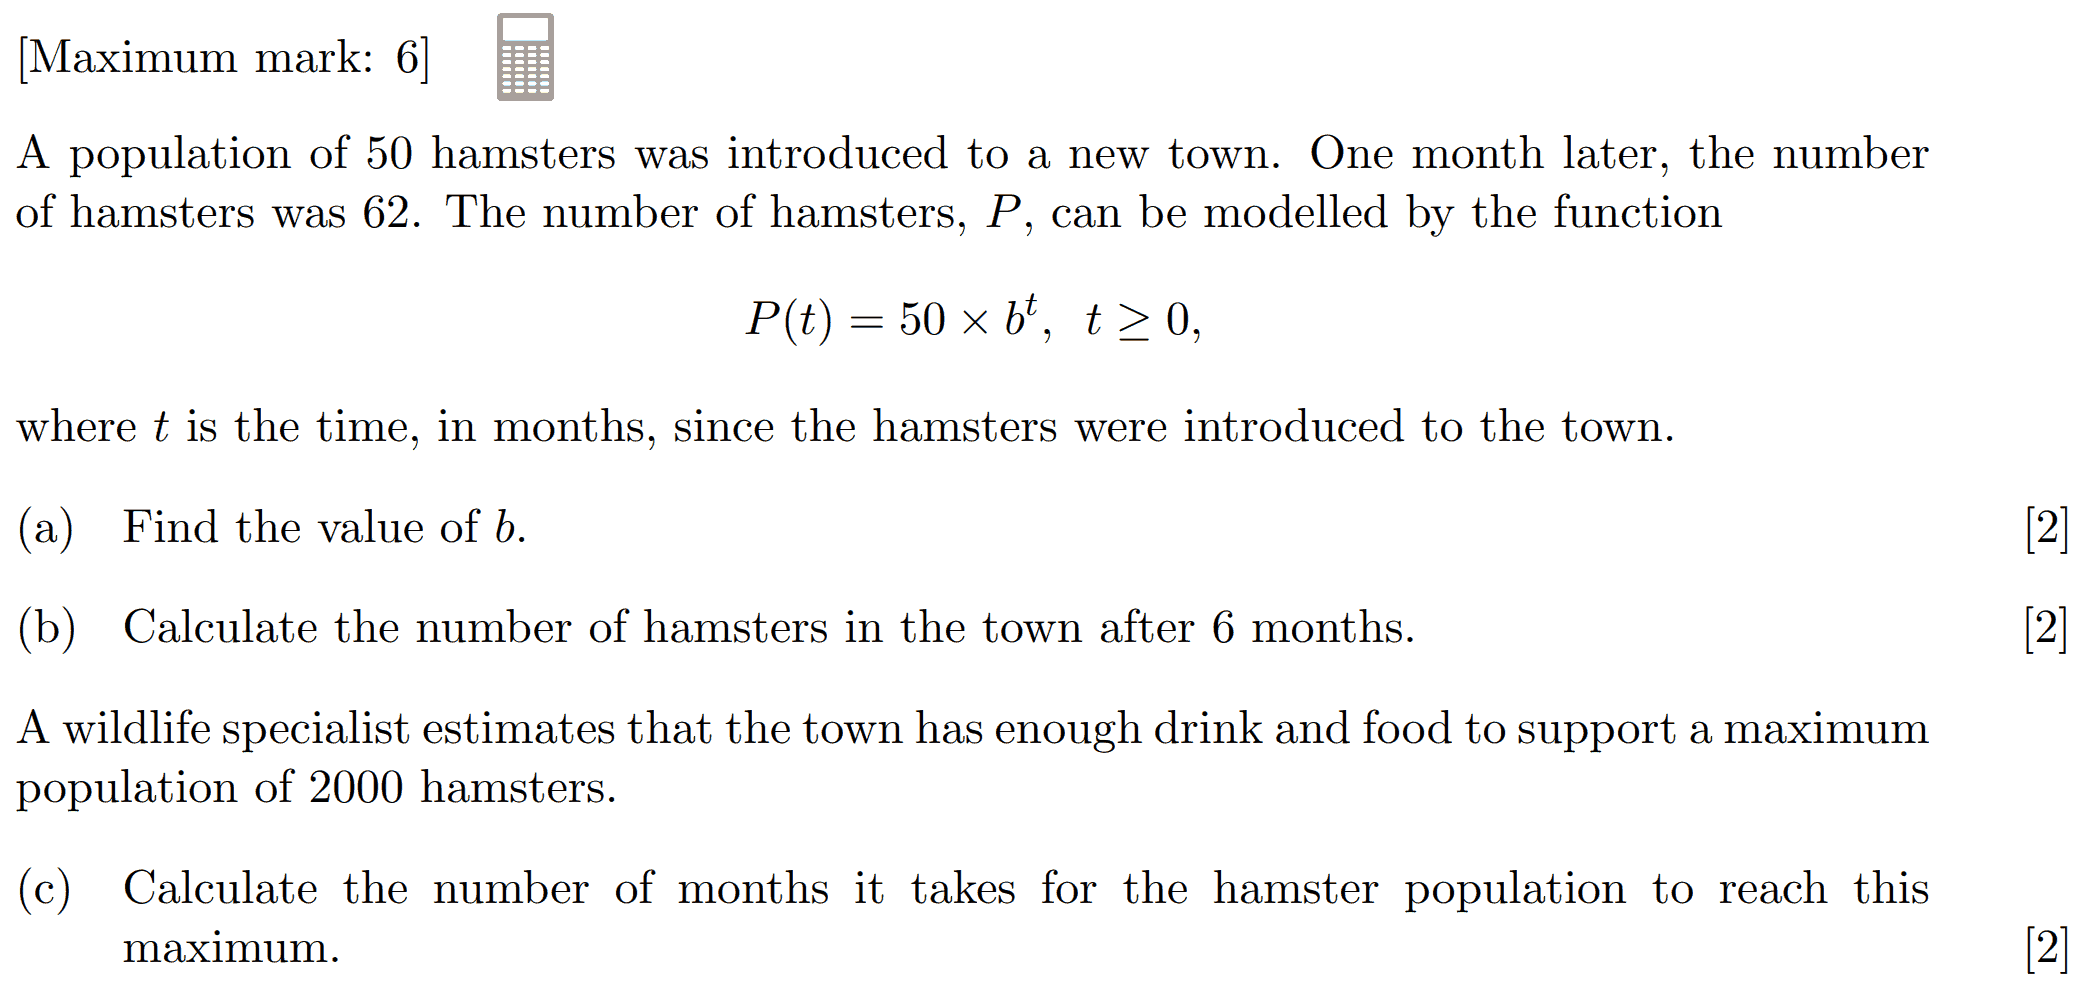 [Maximum mark: 6]
A population of 50 hamsters was introduced to a new town. One month later, the number
of hamsters was 62. The number of hamsters, P, can be modelled by the function
P(t) = 50 × b^t, t ≥ 0,
where t is the time, in months, since the hamsters were introduced to the town.
(a) Find the value of b. [2]
(b) Calculate the number of hamsters in the town after 6 months. [2]
A wildlife specialist estimates that the town has enough drink and food to support a maximum
population of 2000 hamsters.
(c) Calculate the number of months it takes for the hamster population to reach this
maximum. [2]